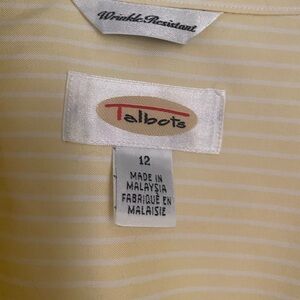 Wrinkle-Resistant
Talbots
12
MADE IN
MALAYSIA
FABRIQUÉ EN
MALAISIE